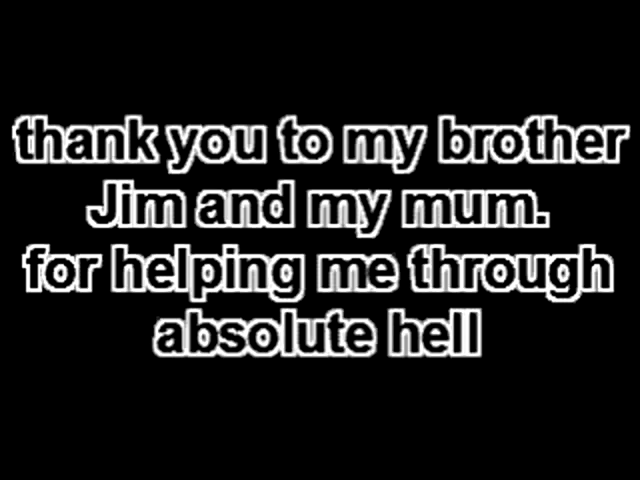 thank you to my brother
Jim and my mum.
for helping me through
absolute hell